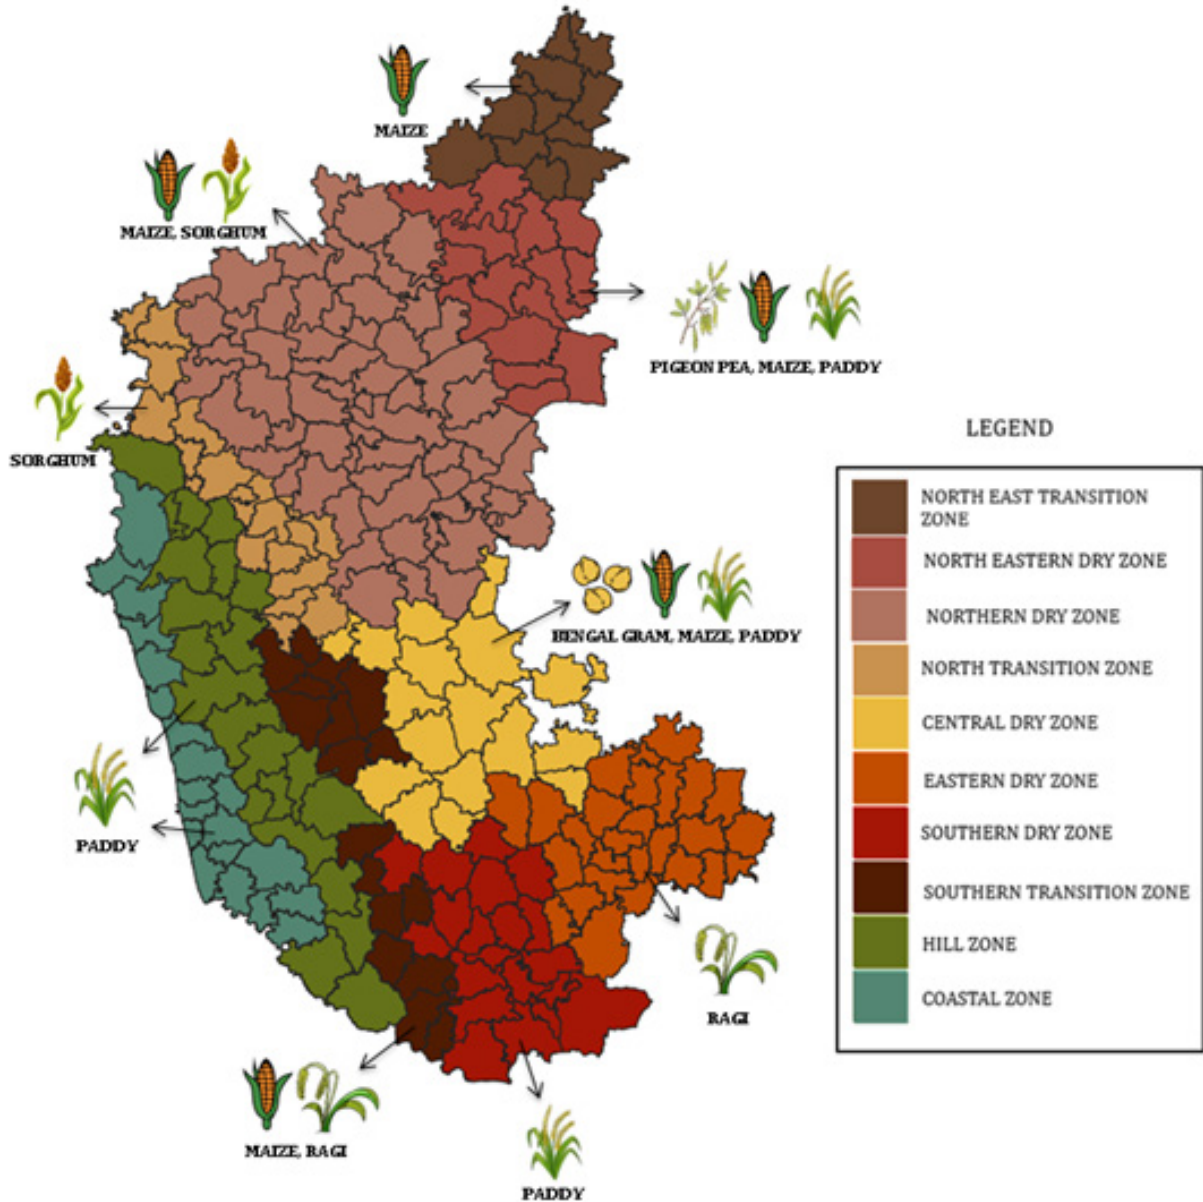 MAIZE
MAIZE, SORGHUM
PIGEON PEA, MAIZE, PADDY
SORGHUM
BENGAL GRAM, MAIZE, PADDY
PADDY
RAGI
MAIZE, RAGI
PADDY
LEGEND
NORTH EAST TRANSITION
ZONE
NORTH EASTERN DRY ZONE
NORTHERN DRY ZONE
NORTH TRANSITION ZONE
CENTRAL DRY ZONE
EASTERN DRY ZONE
SOUTHERN DRY ZONE
SOUTHERN TRANSITION ZONE
HILL ZONE
COASTAL ZONE